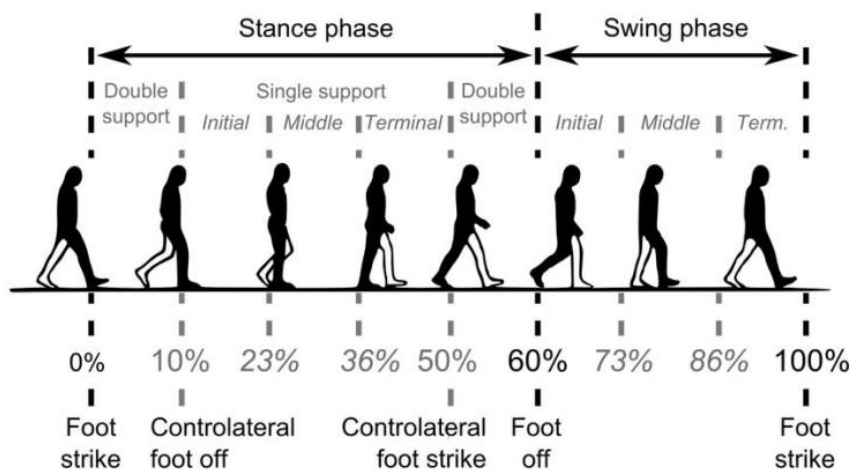 Stance phase
Swing phase
Double
support
Single support
Double
support
Initial
Middle
Terminal
Initial
Middle
Term.
0%
10%
23%
36%
50%
60%
73%
86%
100%
Foot
strike
Controlateral
foot off
Controlateral
foot strike
Foot
off
Foot
strike